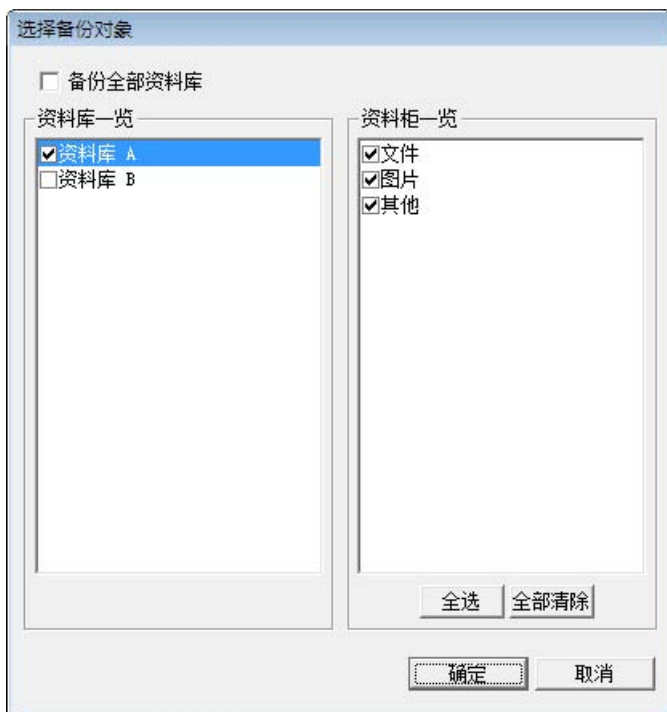 选择备份对象
备份全部资料库
资料库一览
资料库 A
资料库 B
资料柜一览
文件
图片
其他
全选
全部清除
确定
取消